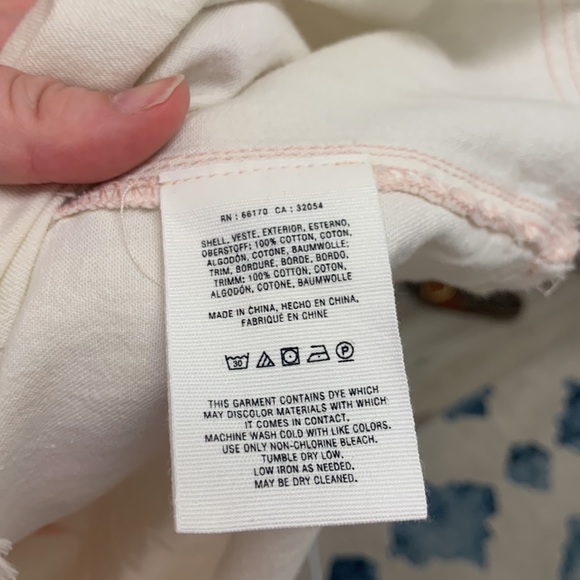 RN : 66170 CA : 32054
SHELL, VESTE, EXTERIOR, ESTERNO,
OBERSTOFF: 100% COTTON, COTON,
ALGODÓN, COTONE, BAUMWOLLE;
TRIM, BORDURE, BORDE, BORDO,
TRIMM: 100% COTTON, COTON,
ALGODÓN, COTONE, BAUMWOLLE
MADE IN CHINA, HECHO EN CHINA,
FABRIQUÉ EN CHINE
30 P
THIS GARMENT CONTAINS DYE WHICH
MAY DISCOLOR MATERIALS WITH WHICH
IT COMES IN CONTACT.
MACHINE WASH COLD WITH LIKE COLORS.
USE ONLY NON-CHLORINE BLEACH.
TUMBLE DRY LOW.
LOW IRON AS NEEDED.
MAY BE DRY CLEANED.